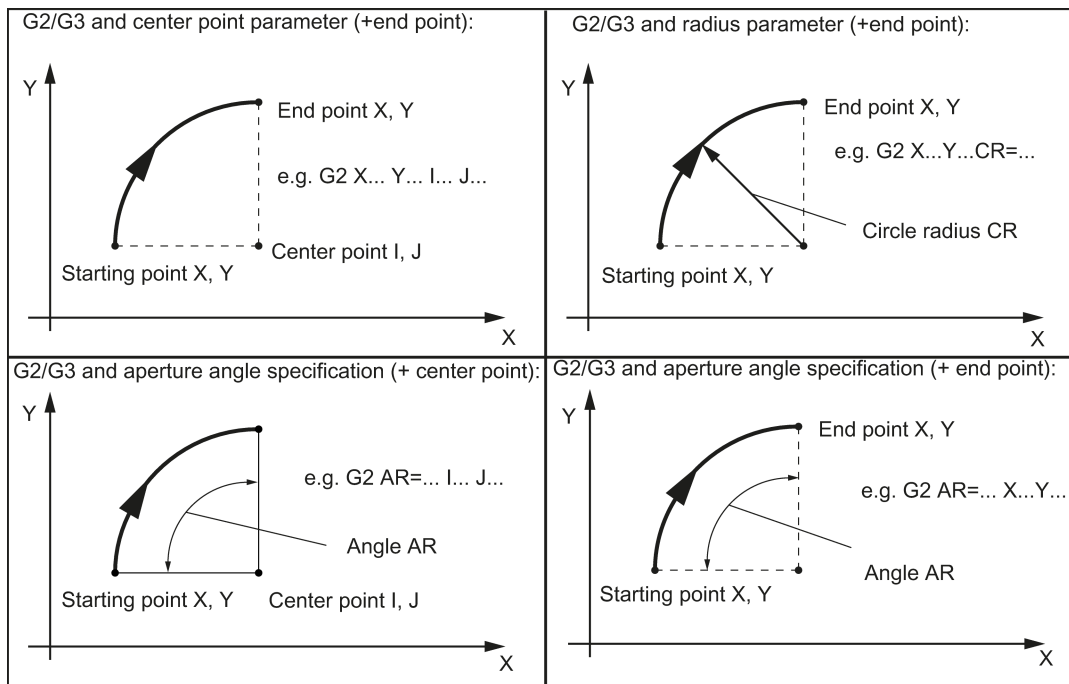 G2/G3 and center point parameter (+end point):
Y
End point X, Y
e.g. G2 X... Y... I... J...
Center point I, J
Starting point X, Y
X
G2/G3 and radius parameter (+end point):
Y
End point X, Y
e.g. G2 X...Y...CR=...
Circle radius CR
Starting point X, Y
X
G2/G3 and aperture angle specification (+ center point):
Y
e.g. G2 AR=... I... J...
Angle AR
Starting point X, Y
Center point I, J
X
G2/G3 and aperture angle specification (+ end point):
Y
End point X, Y
e.g. G2 AR=... X...Y...
Angle AR
Starting point X, Y
X